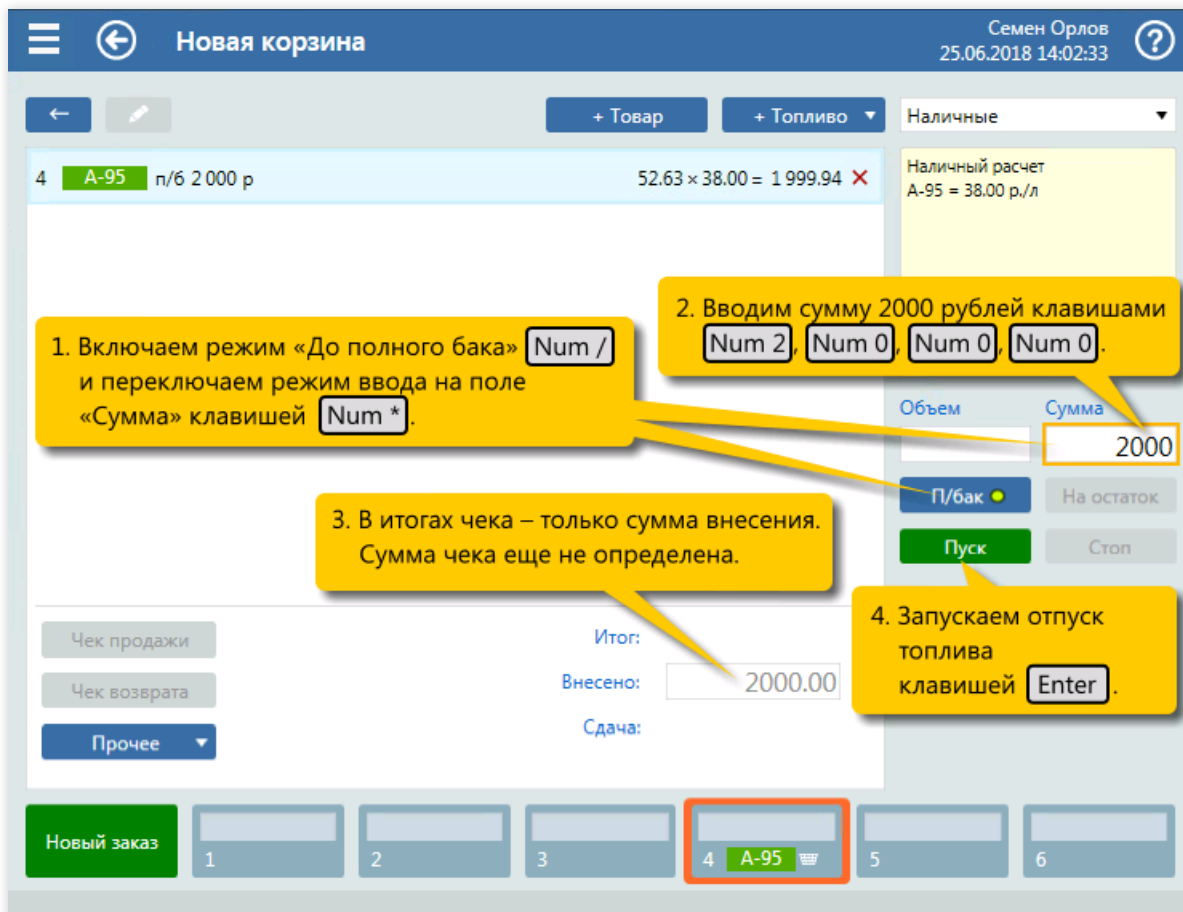 Новая корзина
Семен Орлов
25.06.2018 14:02:33
?
+ Товар
+ Топливо
Наличные
4 А-95 п/б 2 000 р 52.63 × 38.00 = 1 999.94
Наличный расчет
А-95 = 38.00 р./л
1. Включаем режим «До полного бака» Num /
и переключаем режим ввода на поле
«Сумма» клавишей Num *.
2. Вводим сумму 2000 рублей клавишами
Num 2, Num 0, Num 0, Num 0.
Объем Сумма
2000
П/бак На остаток
Пуск Стоп
3. В итогах чека – только сумма внесения.
Сумма чека еще не определена.
4. Запускаем отпуск
топлива
клавишей Enter.
Чек продажи
Чек возврата
Прочее
Итог:
Внесено: 2000.00
Сдача:
Новый заказ
1 2 3 4 А-95 5 6